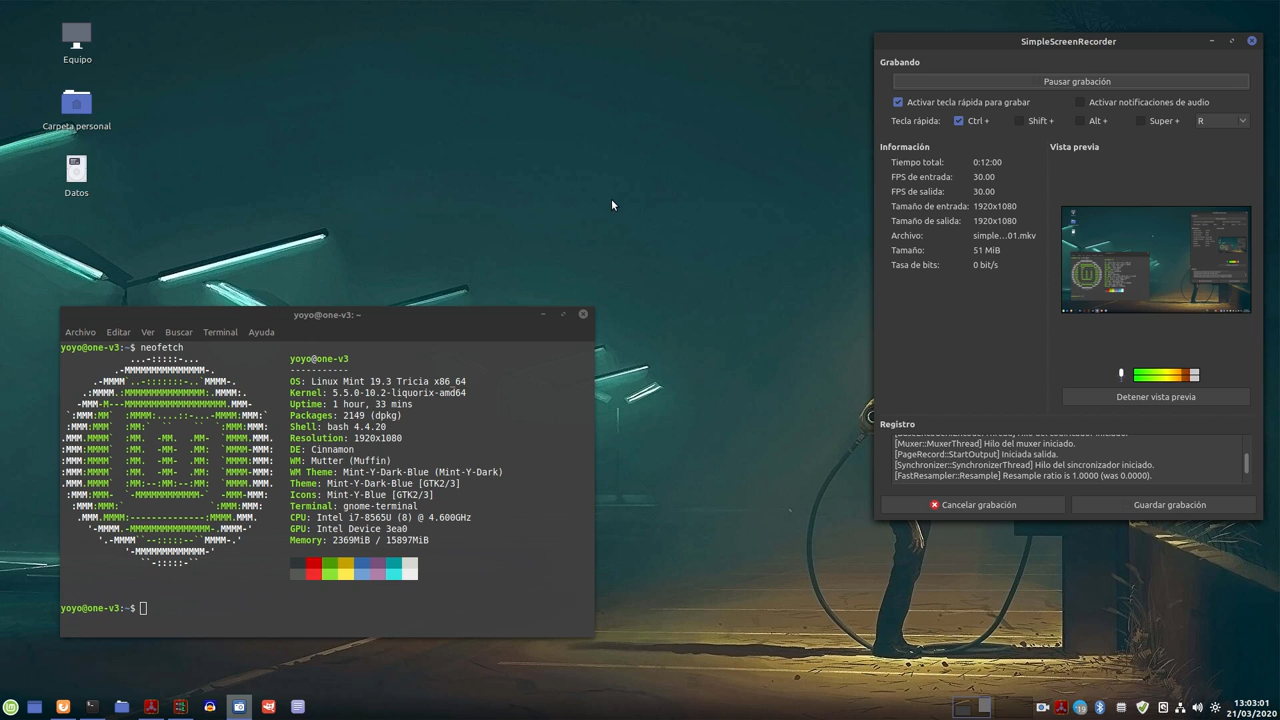 Equipo
Carpeta personal
Datos
yoyo@one-v3: ~
Archivo Editar Ver Buscar Terminal Ayuda
yoyo@one-v3:~$ neofetch
yoyo@one-v3
-----------
OS: Linux Mint 19.3 Tricia x86_64
Kernel: 5.5.0-10.2-liquorix-amd64
Uptime: 1 hour, 33 mins
Packages: 2149 (dpkg)
Shell: bash 4.4.20
Resolution: 1920x1080
DE: Cinnamon
WM: Mutter (Muffin)
WM Theme: Mint-Y-Dark-Blue (Mint-Y-Dark)
Theme: Mint-Y-Dark-Blue [GTK2/3]
Icons: Mint-Y-Blue [GTK2/3]
Terminal: gnome-terminal
CPU: Intel i7-8565U (8) @ 4.600GHz
GPU: Intel Device 3ea0
Memory: 2369MiB / 15897MiB
yoyo@one-v3:~$
SimpleScreenRecorder
Grabando
Pausar grabación
Activar tecla rápida para grabar Activar notificaciones de audio
Tecla rápida: Ctrl + Shift + Alt + Super + R
Información
Tiempo total: 0:12:00
FPS de entrada: 30.00
FPS de salida: 30.00
Tamaño de entrada: 1920x1080
Tamaño de salida: 1920x1080
Archivo: simple...01.mkv
Tamaño: 51 MiB
Tasa de bits: 0 bit/s
Vista previa
Detener vista previa
Registro
[Muxer::MuxerThread] Hilo del muxer iniciado.
[PageRecord::StartOutput] Iniciada salida.
[Synchronizer::SynchronizerThread] Hilo del sincronizador iniciado.
[FastResampler::Resample] Resample ratio is 1.0000 (was 0.0000).
Cancelar grabación Guardar grabación
19
13:03:01
21/03/2020